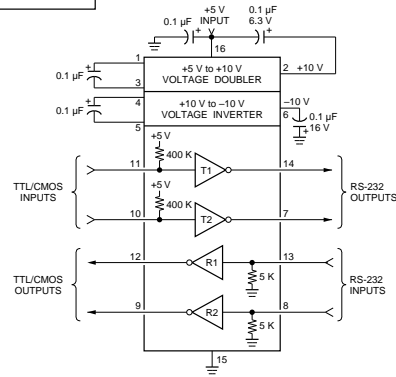 +5 V
INPUT
0.1 µF +
0.1 µF
6.3 V
+
16
1
+
0.1 µF
3
+5 V to +10 V
VOLTAGE DOUBLER
2 +10 V
4
+
0.1 µF
5
+10 V to –10 V
VOLTAGE INVERTER
–10 V
6
0.1 µF
+ 16 V
+5 V
400 K
11
T1
14
+5 V
400 K
10
T2
7
TTL/CMOS
INPUTS
RS-232
OUTPUTS
12
R1
13
5 K
9
R2
8
5 K
TTL/CMOS
OUTPUTS
RS-232
INPUTS
15